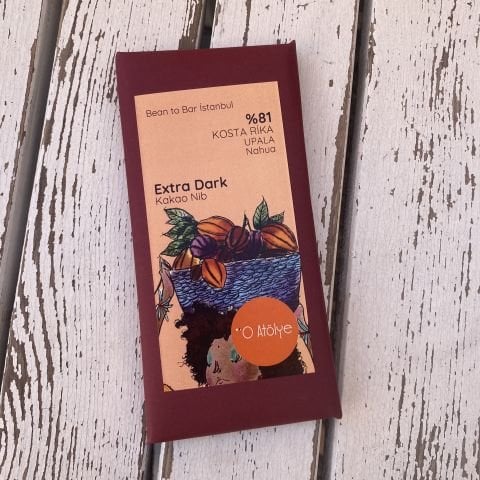 Bean to Bar İstanbul
%81
KOSTA RİKA
UPALA
Nahua
Extra Dark
Kakao Nib
O Atölye